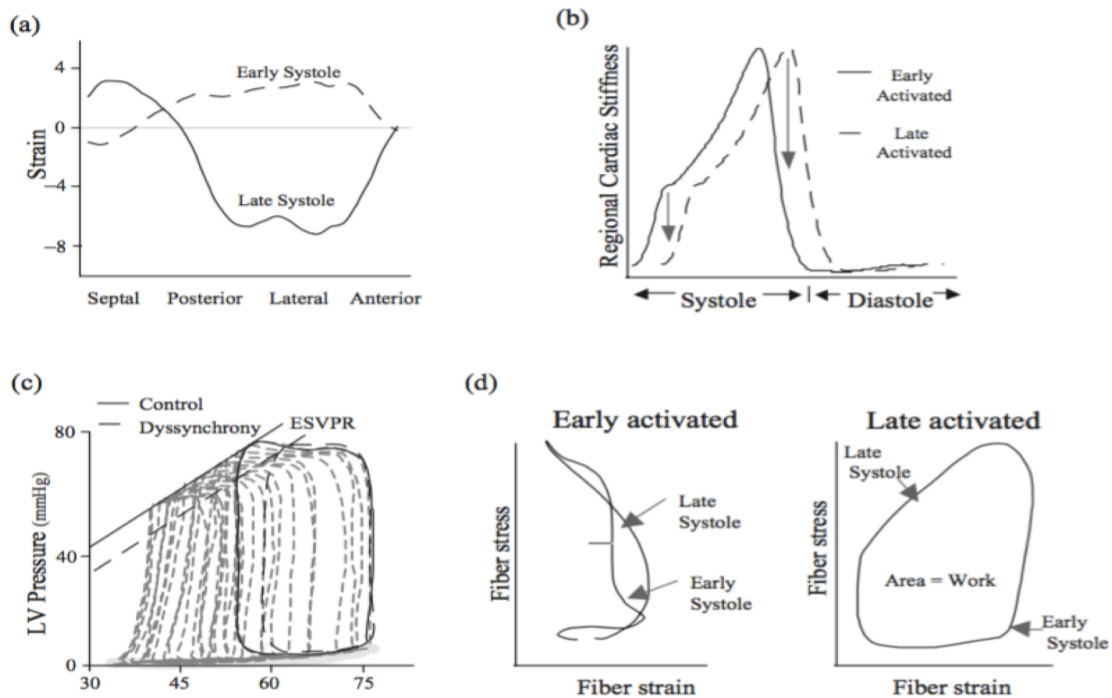 (a)
4
0
−4
−8
Strain
Early Systole
Late Systole
Septal Posterior Lateral Anterior
(b)
Regional Cardiac Stiffness
Early
Activated
Late
Activated
Systole Diastole
(c)
Control
Dyssynchrony
ESVPR
80
40
0
LV Pressure (mmHg)
30 45 60 75
(d)
Early activated
Fiber stress
Late
Systole
Early
Systole
Fiber strain
Late activated
Fiber stress
Late
Systole
Area = Work
Early
Systole
Fiber strain